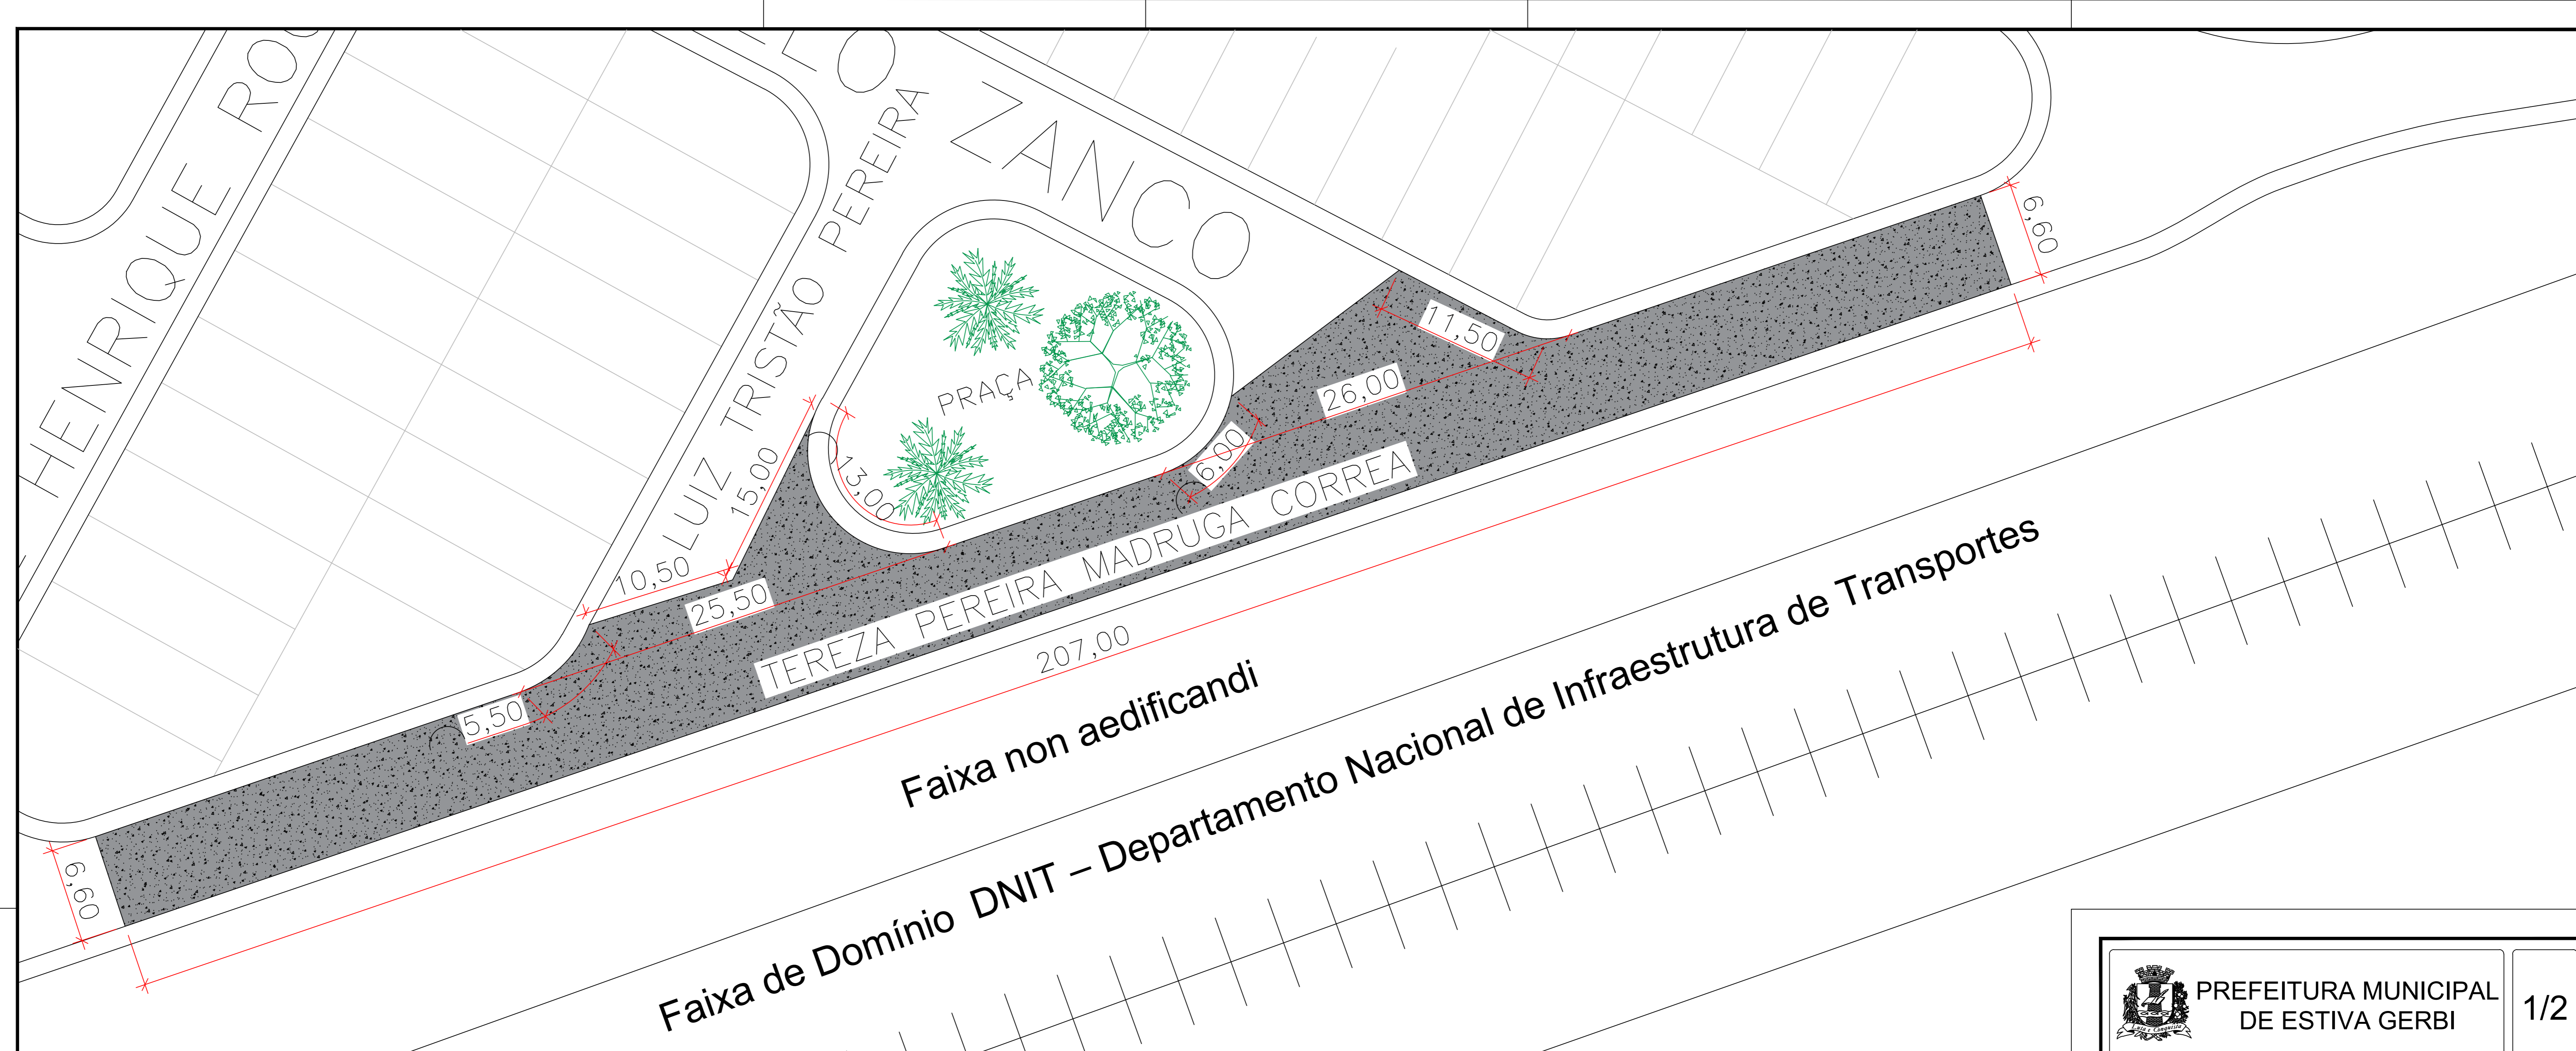 HENRIQUE
LUIZ TRISTÃO PEREIRA
ZANCO
PRAÇA
6,60
11,50
26,00
6,00
13,00
15,00
10,50
25,50
5,50
6,60
TEREZA PEREIRA MADRUGA CORREA
207,00
Faixa non aedificandi
Faixa de Domínio DNIT – Departamento Nacional de Infraestrutura de Transportes
PREFEITURA MUNICIPAL
DE ESTIVA GERBI
1/2